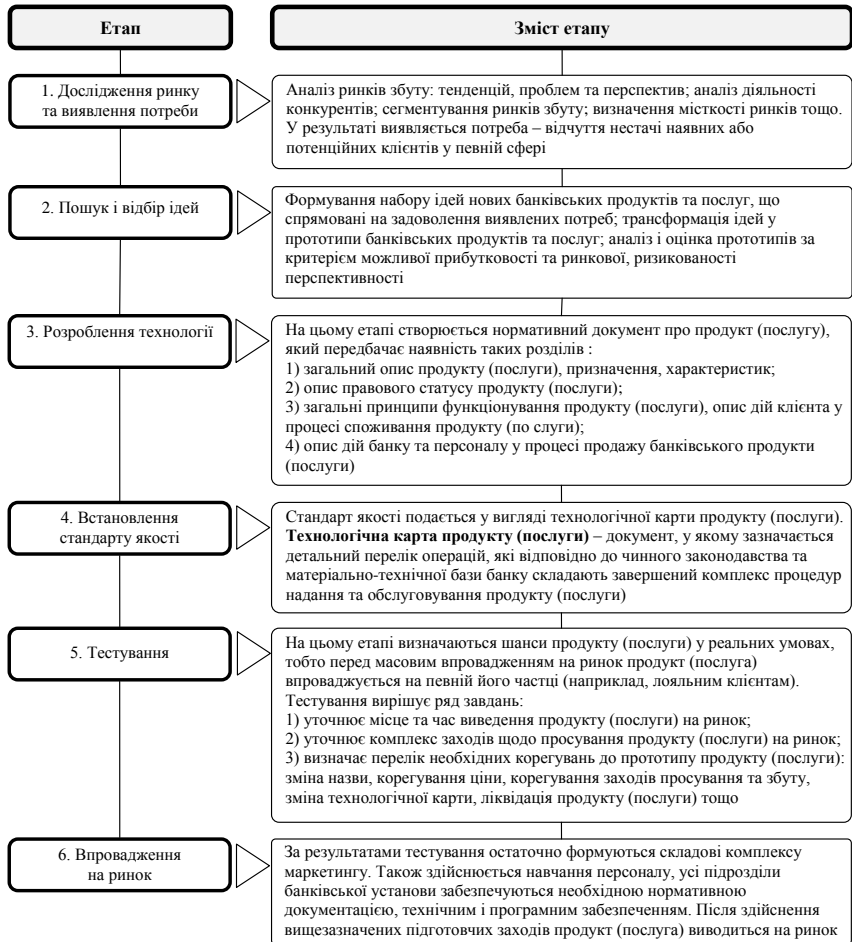 Етап
Зміст етапу
1. Дослідження ринку
та виявлення потреби
Аналіз ринків збуту: тенденцій, проблем та перспектив; аналіз діяльності
конкурентів; сегментування ринків збуту; визначення місткості ринків тощо.
У результаті виявляється потреба – відчуття нестачі наявних або
потенційних клієнтів у певній сфері
2. Пошук і відбір ідей
Формування набору ідей нових банківських продуктів та послуг, що
спрямовані на задоволення виявлених потреб; трансформація ідей у
прототипи банківських продуктів та послуг; аналіз і оцінка прототипів за
критерієм можливої прибутковості та ринкової, ризикованості
перспективності
3. Розроблення технології
На цьому етапі створюється нормативний документ про продукт (послугу),
який передбачає наявність таких розділів :
1) загальний опис продукту (послуги), призначення, характеристик;
2) опис правового статусу продукту (послуги);
3) загальні принципи функціонування продукту (послуги), опис дій клієнта у
процесі споживання продукту (по слуги);
4) опис дій банку та персоналу у процесі продажу банківського продукти
(послуги)
4. Встановлення
стандарту якості
Стандарт якості подається у вигляді технологічної карти продукту (послуги).
Технологічна карта продукту (послуги) – документ, у якому зазначається
детальний перелік операцій, які відповідно до чинного законодавства та
матеріально-технічної бази банку складають завершений комплекс процедур
надання та обслуговування продукту (послуги)
5. Тестування
На цьому етапі визначаються шанси продукту (послуги) у реальних умовах,
тобто перед масовим впровадженням на ринок продукт (послуга)
впроваджується на певній його частці (наприклад, лояльним клієнтам).
Тестування вирішує ряд завдань:
1) уточнює місце та час виведення продукту (послуги) на ринок;
2) уточнює комплекс заходів щодо просування продукту (послуги) на ринок;
3) визначає перелік необхідних корегувань до прототипу продукту (послуги):
зміна назви, корегування ціни, корегування заходів просування та збуту,
зміна технологічної карти, ліквідація продукту (послуги) тощо
6. Впровадження
на ринок
За результатами тестування остаточно формуються складові комплексу
маркетингу. Також здійснюється навчання персоналу, усі підрозділи
банківської установи забезпечуються необхідною нормативною
документацією, технічним і програмним забезпеченням. Після здійснення
вищезазначених підготовчих заходів продукт (послуга) виводиться на ринок